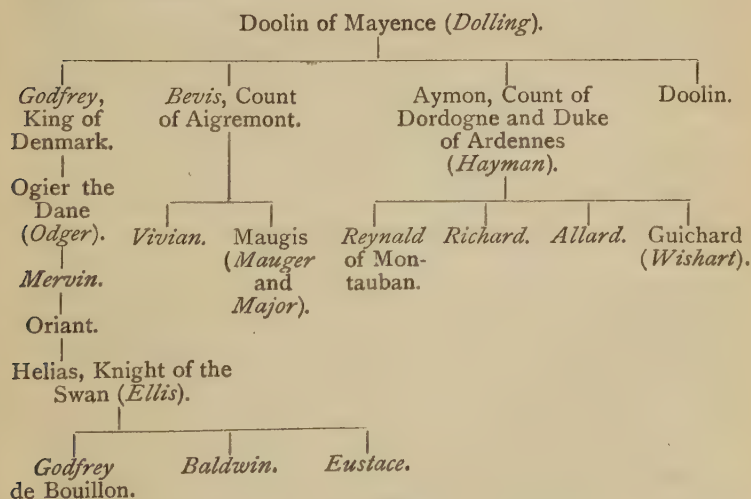 Doolin of Mayence (Dolling).
Godfrey,
King of
Denmark.
Bevis, Count
of Aigremont.
Aymon, Count of
Dordogne and Duke
of Ardennes
(Hayman).
Doolin.
Ogier the
Dane
(Odger).
Vivian.
Maugis
(Mauger
and
Major).
Reynald
of Mon-
tauban.
Richard.
Allard.
Guichard
(Wishart).
Mervin.
Oriant.
Helias, Knight of the
Swan (Ellis).
Godfrey
de Bouillon.
Baldwin.
Eustace.